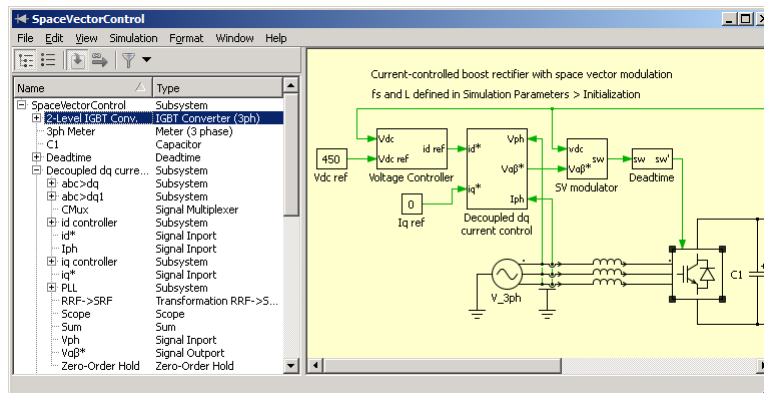 SpaceVectorControl
File Edit View Simulation Format Window Help
Name Type
SpaceVectorControl Subsystem
2-Level IGBT Conv... IGBT Converter (3ph)
3ph Meter Meter (3 phase)
C1 Capacitor
Deadtime Deadtime
Decoupled dq curre... Subsystem
abc>dq Subsystem
abc>dq1 Subsystem
CMux Signal Multiplexer
id controller Subsystem
id* Signal Inport
Iph Signal Inport
iq controller Subsystem
iq* Signal Inport
PLL Subsystem
RRF->SRF Transformation RRF->S...
Scope Scope
Sum Sum
Vph Signal Inport
Vαβ* Signal Outport
Zero-Order Hold Zero-Order Hold
Current-controlled boost rectifier with space vector modulation
fs and L defined in Simulation Parameters > Initialization
450
Vdc ref
Vdc
id ref
Vdc ref
Voltage Controller
0
Iq ref
Vph
id*
Vαβ*
iq*
Iph
Decoupled dq
current control
vdc
sw
Vαβ*
SV modulator
sw sw'
Deadtime
V_3ph
C1
+